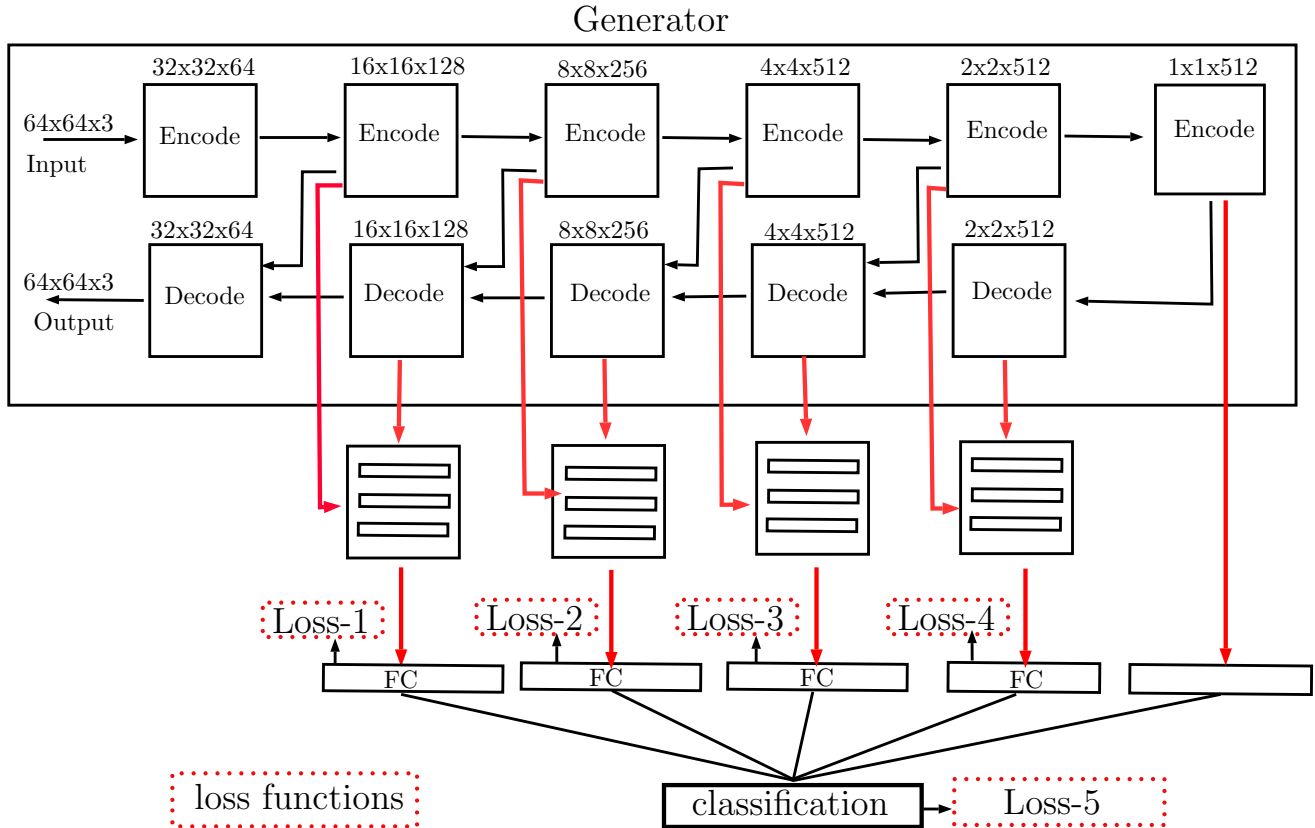 Generator
32x32x64
16x16x128
8x8x256
4x4x512
2x2x512
1x1x512
64x64x3
Input
Encode
Encode
Encode
Encode
Encode
Encode
32x32x64
16x16x128
8x8x256
4x4x512
2x2x512
64x64x3
Output
Decode
Decode
Decode
Decode
Decode
Loss-1
Loss-2
Loss-3
Loss-4
FC
FC
FC
FC
loss functions
classification
Loss-5